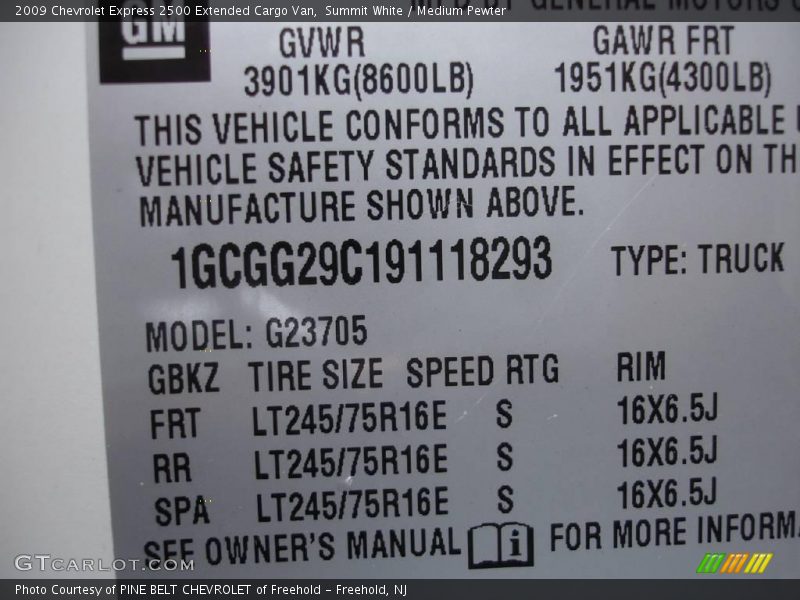 2009 Chevrolet Express 2500 Extended Cargo Van, Summit White / Medium Pewter
MFD BY GENERAL MOTORS
GM
GVWR GAWR FRT
3901KG(8600LB) 1951KG(4300LB)
THIS VEHICLE CONFORMS TO ALL APPLICABLE
VEHICLE SAFETY STANDARDS IN EFFECT ON TH
MANUFACTURE SHOWN ABOVE.
1GCGG29C191118293 TYPE: TRUCK
MODEL: G23705
GBKZ TIRE SIZE SPEED RTG RIM
FRT LT245/75R16E S 16X6.5J
RR LT245/75R16E S 16X6.5J
SPA LT245/75R16E S 16X6.5J
SEE OWNER'S MANUAL i FOR MORE INFORM
GTCARLOT.COM
Photo Courtesy of PINE BELT CHEVROLET of Freehold - Freehold, NJ